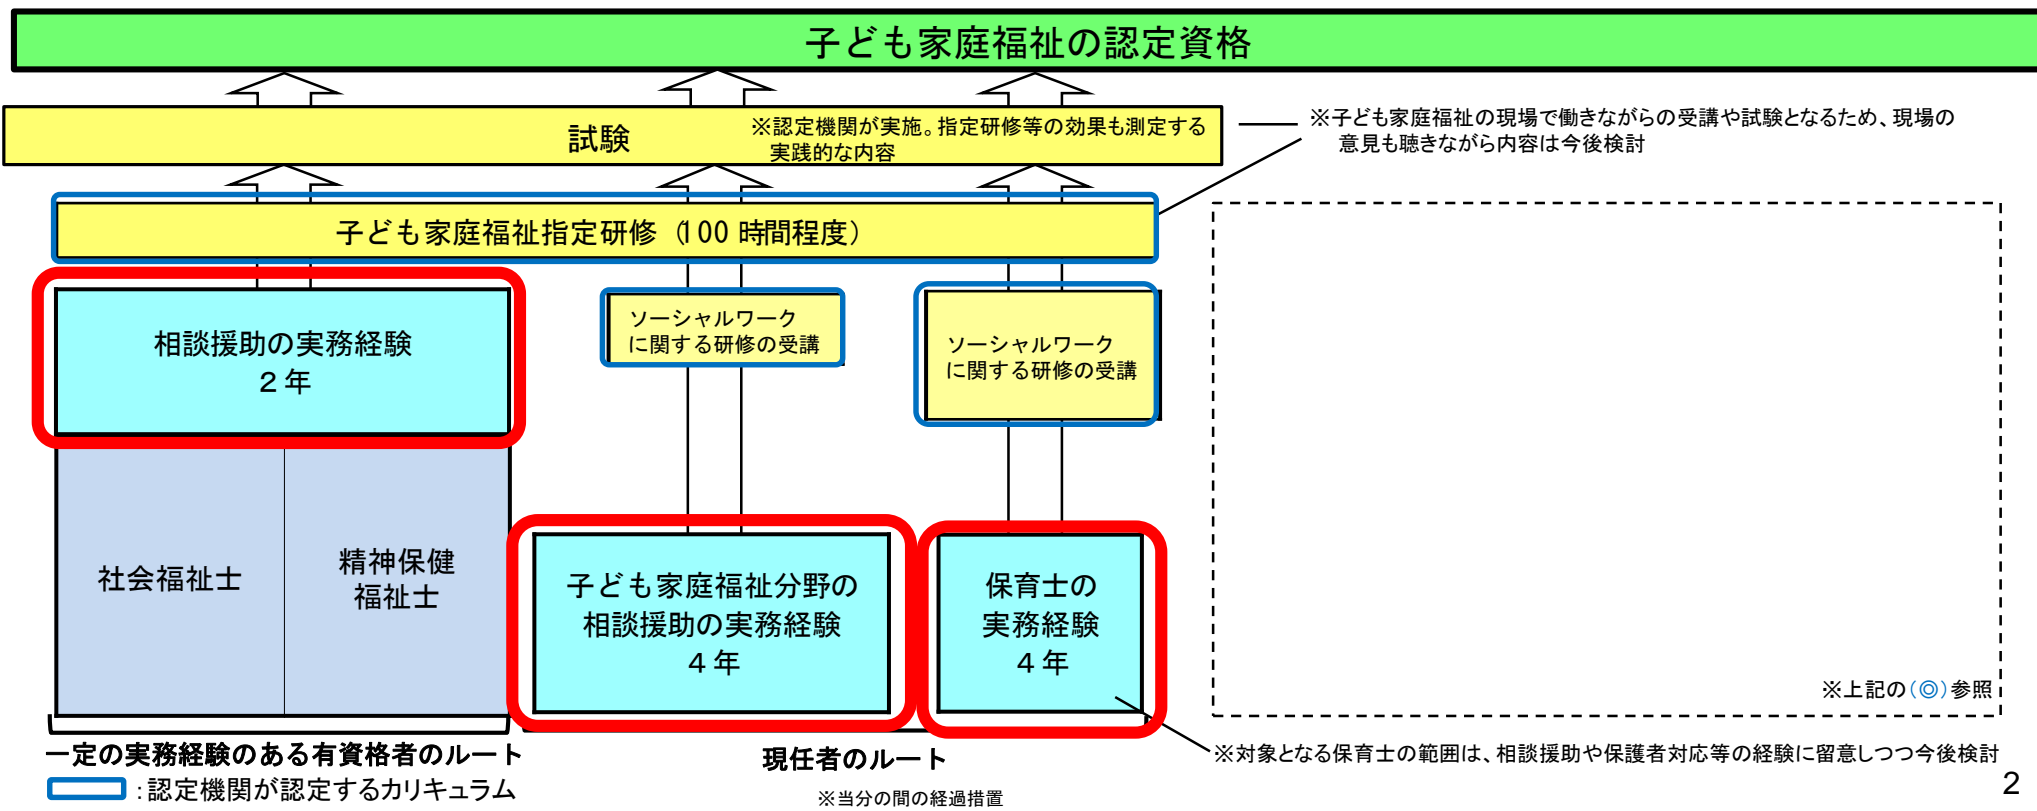 子ども家庭福祉の認定資格
試験
※認定機関が実施。指定研修等の効果も測定する
実践的な内容
※子ども家庭福祉の現場で働きながらの受講や試験となるため、現場の
意見も聴きながら内容は今後検討
子ども家庭福祉指定研修（100 時間程度）
相談援助の実務経験
２年
ソーシャルワーク
に関する研修の受講
ソーシャルワーク
に関する研修の受講
社会福祉士
精神保健
福祉士
子ども家庭福祉分野の
相談援助の実務経験
４年
保育士の
実務経験
４年
※上記の(◎)参照
一定の実務経験のある有資格者のルート
現任者のルート
※対象となる保育士の範囲は、相談援助や保護者対応等の経験に留意しつつ今後検討
：認定機関が認定するカリキュラム
※当分の間の経過措置
2